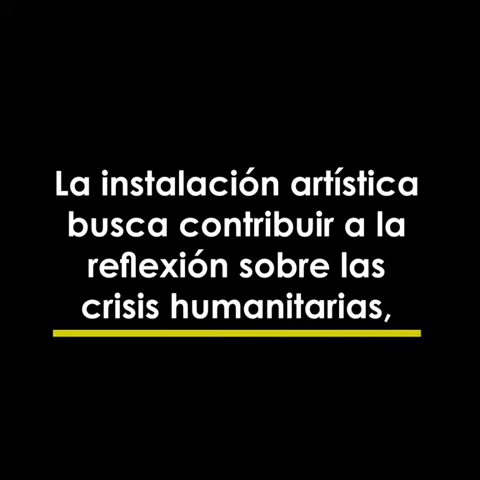 La instalación artística
busca contribuir a la
reflexión sobre las
crisis humanitarias,